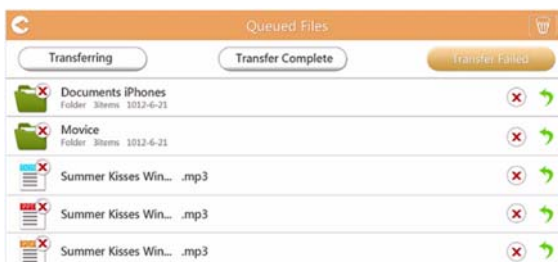 Queued Files
Transferring Transfer Complete Transfer Failed
Documents iPhones
Folder 3items 1012-6-21
Movice
Folder 3items 1012-6-21
Summer Kisses Win... .mp3
Summer Kisses Win... .mp3
Summer Kisses Win... .mp3